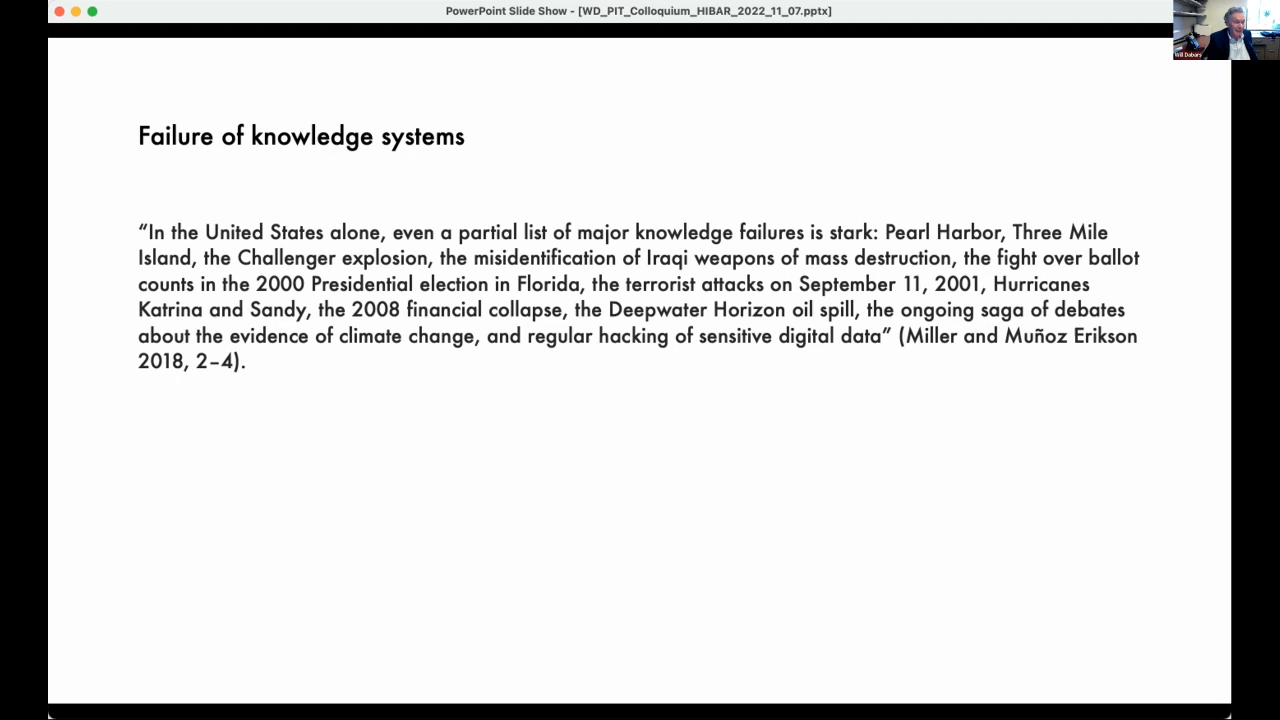 PowerPoint Slide Show - [WD_PIT_Colloquium_HIBAR_2022_11_07.pptx]
Will Dabars
Failure of knowledge systems
“In the United States alone, even a partial list of major knowledge failures is stark: Pearl Harbor, Three Mile
Island, the Challenger explosion, the misidentification of Iraqi weapons of mass destruction, the fight over ballot
counts in the 2000 Presidential election in Florida, the terrorist attacks on September 11, 2001, Hurricanes
Katrina and Sandy, the 2008 financial collapse, the Deepwater Horizon oil spill, the ongoing saga of debates
about the evidence of climate change, and regular hacking of sensitive digital data” (Miller and Muñoz Erikson
2018, 2–4).